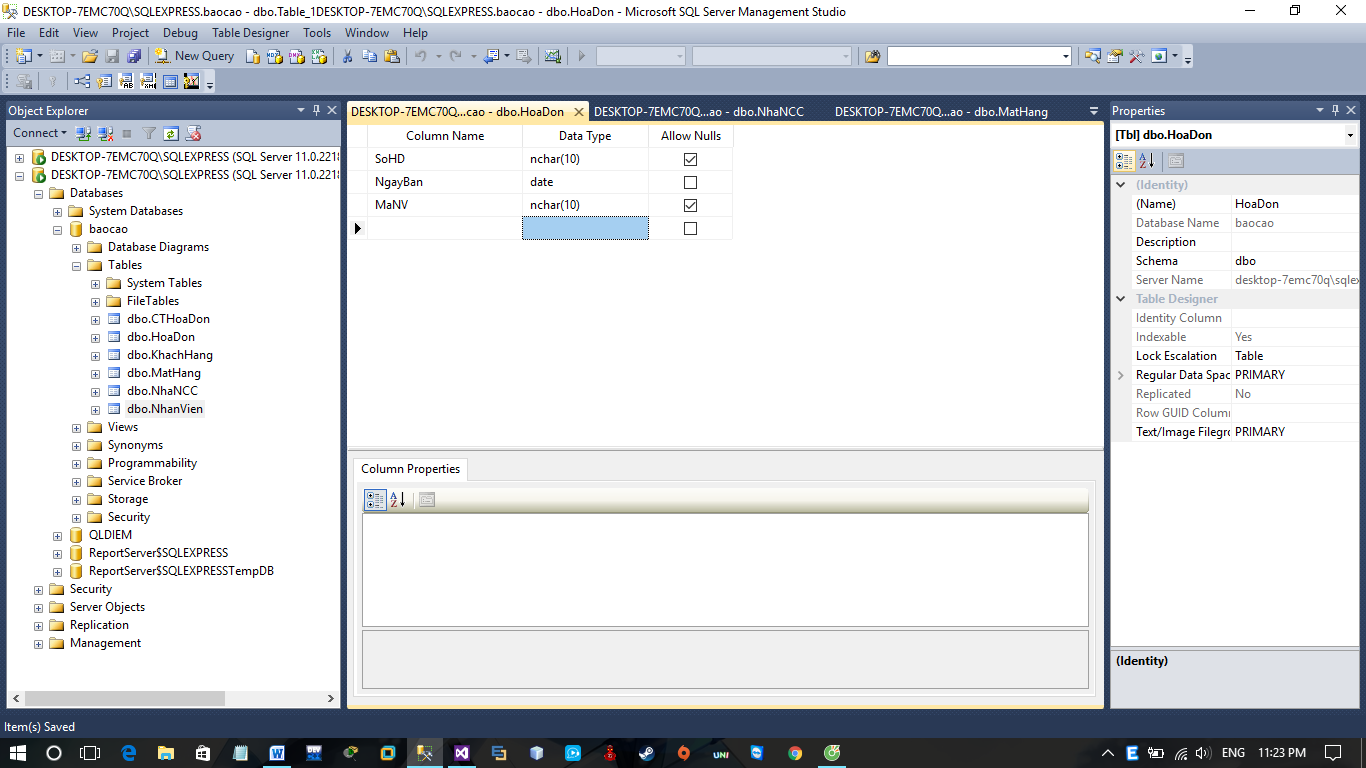 DESKTOP-7EMC70Q\SQLEXPRESS.baocao - dbo.Table_1DESKTOP-7EMC70Q\SQLEXPRESS.baocao - dbo.HoaDon - Microsoft SQL Server Management Studio
File Edit View Project Debug Table Designer Tools Window Help
New Query
Object Explorer
Connect
DESKTOP-7EMC70Q\SQLEXPRESS (SQL Server 11.0.2218
DESKTOP-7EMC70Q\SQLEXPRESS (SQL Server 11.0.2218
Databases
System Databases
baocao
Database Diagrams
Tables
System Tables
FileTables
dbo.CTHoaDon
dbo.HoaDon
dbo.KhachHang
dbo.MatHang
dbo.NhaNCC
dbo.NhanVien
Views
Synonyms
Programmability
Service Broker
Storage
Security
QLDIEM
ReportServer$SQLEXPRESS
ReportServer$SQLEXPRESSTempDB
Security
Server Objects
Replication
Management
DESKTOP-7EMC70Q...cao - dbo.HoaDon DESKTOP-7EMC70Q...ao - dbo.NhaNCC DESKTOP-7EMC70Q...ao - dbo.MatHang
Column Name Data Type Allow Nulls
SoHD nchar(10)
NgayBan date
MaNV nchar(10)
Column Properties
Properties
[Tbl] dbo.HoaDon
(Identity)
(Name) HoaDon
Database Name baocao
Description
Schema dbo
Server Name desktop-7emc70q\sqlex
Table Designer
Identity Column
Indexable Yes
Lock Escalation Table
Regular Data Spac PRIMARY
Replicated No
Row GUID Column
Text/Image Filegro PRIMARY
(Identity)
Item(s) Saved
UNI
ENG 11:23 PM